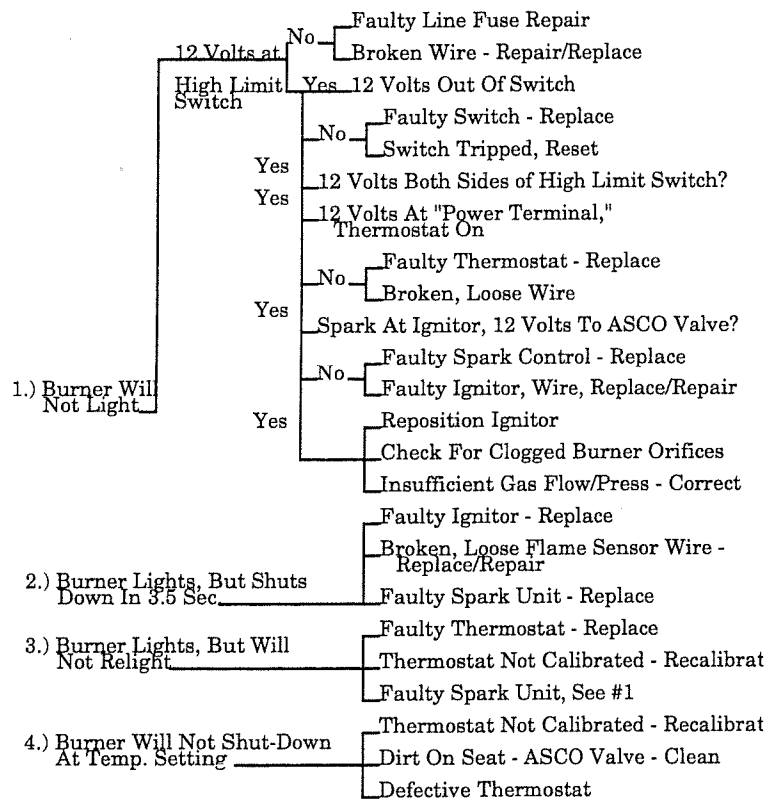 Faulty Line Fuse Repair
No
12 Volts at
Broken Wire - Repair/Replace
High Limit Yes 12 Volts Out Of Switch
Switch
Faulty Switch - Replace
No
Switch Tripped, Reset
Yes
12 Volts Both Sides of High Limit Switch?
Yes
12 Volts At "Power Terminal,"
Thermostat On
Faulty Thermostat - Replace
No
Broken, Loose Wire
Yes
Spark At Ignitor, 12 Volts To ASCO Valve?
Faulty Spark Control - Replace
No
1.) Burner Will
Not Light
Faulty Ignitor, Wire, Replace/Repair
Yes
Reposition Ignitor
Check For Clogged Burner Orifices
Insufficient Gas Flow/Press - Correct
Faulty Ignitor - Replace
Broken, Loose Flame Sensor Wire -
Replace/Repair
2.) Burner Lights, But Shuts
Down In 3.5 Sec.
Faulty Spark Unit - Replace
Faulty Thermostat - Replace
3.) Burner Lights, But Will
Not Relight
Thermostat Not Calibrated - Recalibrat
Faulty Spark Unit, See #1
Thermostat Not Calibrated - Recalibrat
4.) Burner Will Not Shut-Down
At Temp. Setting
Dirt On Seat - ASCO Valve - Clean
Defective Thermostat